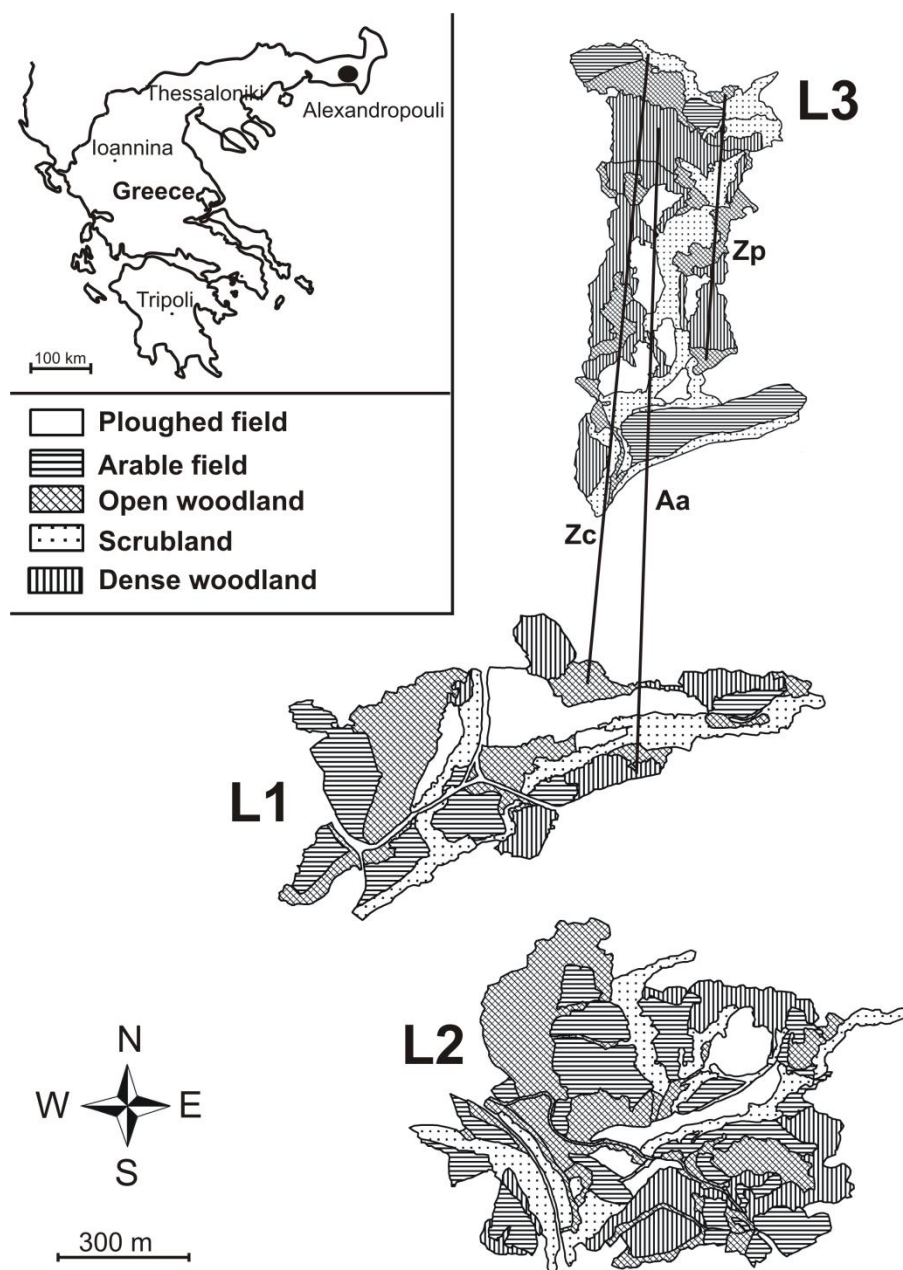 Thessaloniki
Alexandropouli
Ioannina
Greece
Tripoli
100 km
Ploughed field
Arable field
Open woodland
Scrubland
Dense woodland
L3
Zp
Aa
Zc
L1
L2
N
W E
S
300 m